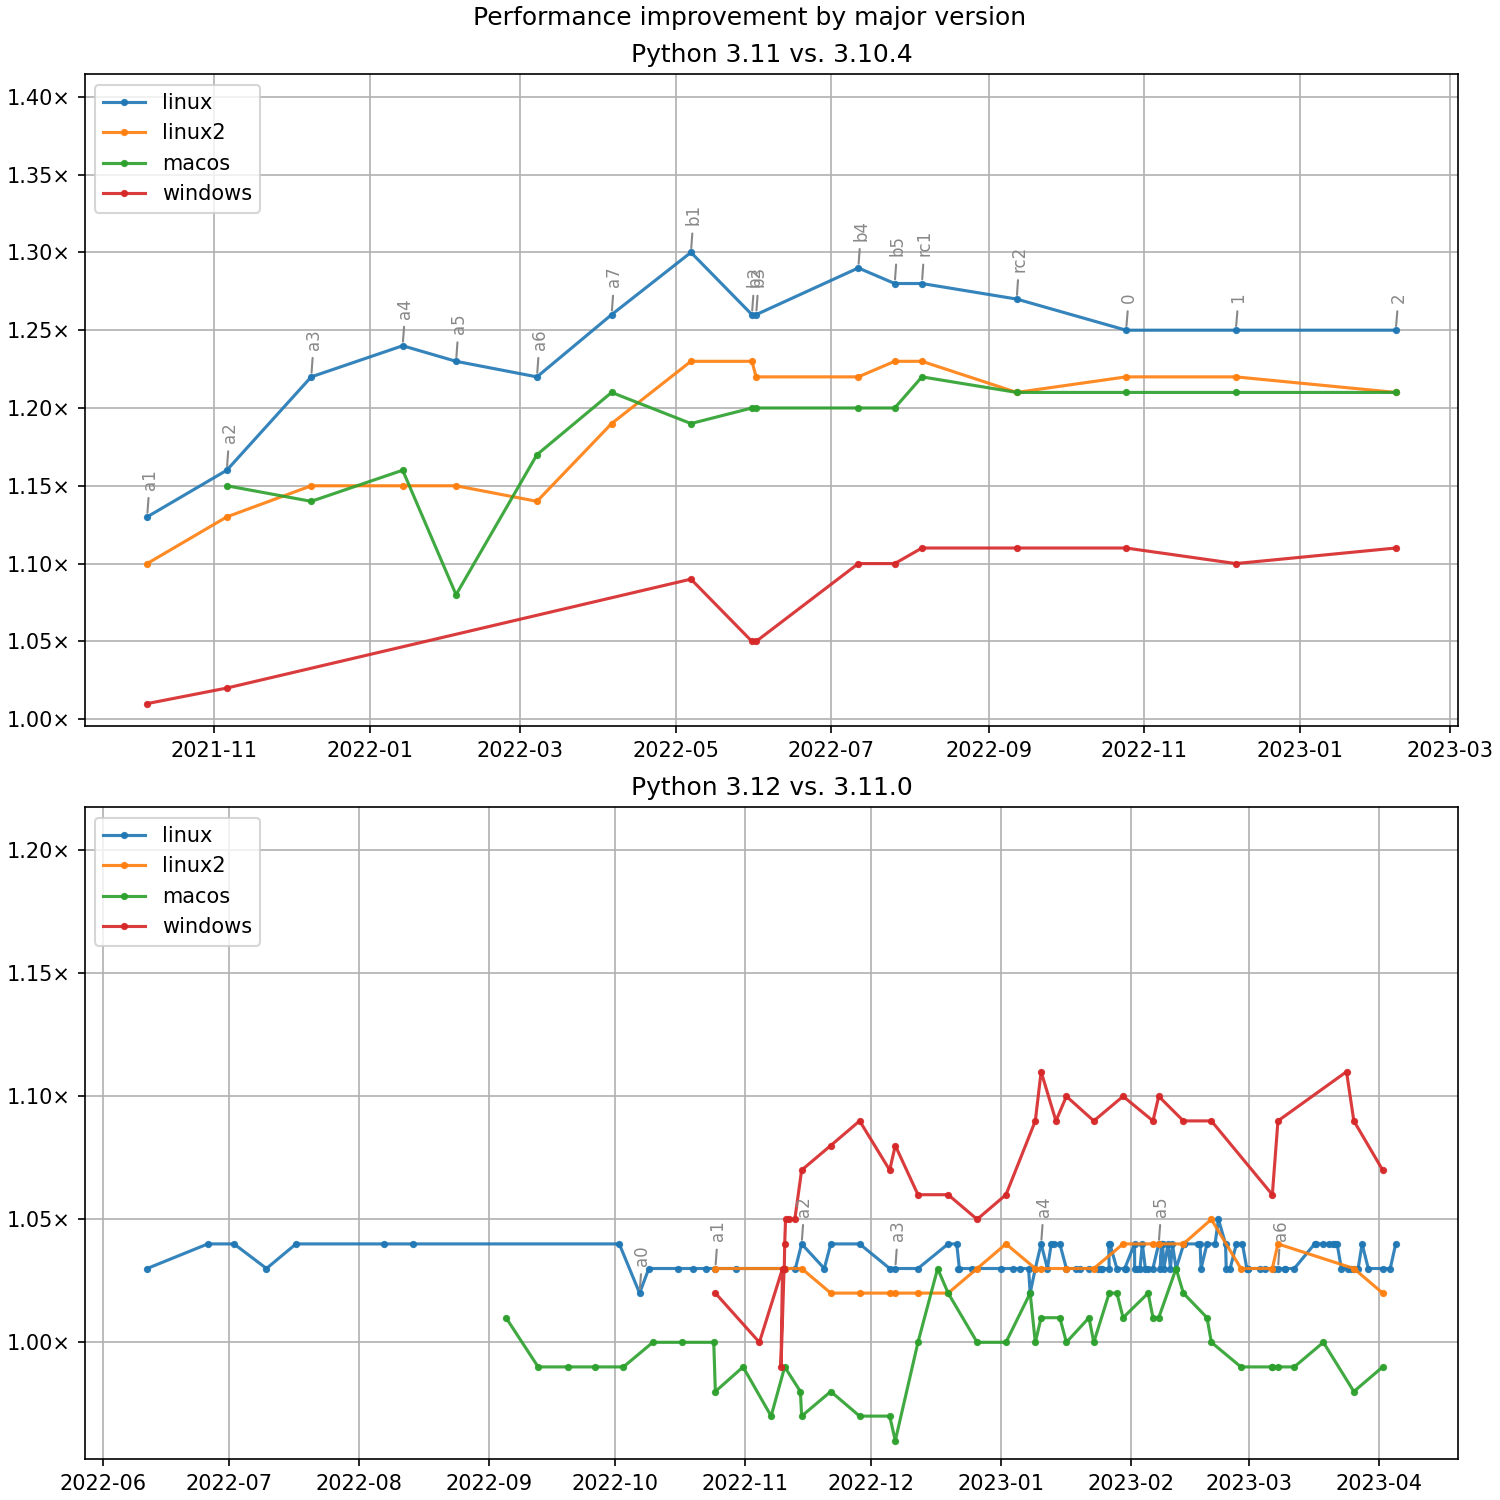 Performance improvement by major version
Python 3.11 vs. 3.10.4
1.40×
1.35×
1.30×
1.25×
1.20×
1.15×
1.10×
1.05×
1.00×
linux
linux2
macos
windows
a1
a2
a3
a4
a5
a6
a7
b1
b4
b5
rc1
rc2
0
1
2
2021-11
2022-01
2022-03
2022-05
2022-07
2022-09
2022-11
2023-01
2023-03
Python 3.12 vs. 3.11.0
1.20×
1.15×
1.10×
1.05×
1.00×
linux
linux2
macos
windows
a0
a1
a2
a3
a4
a5
a6
2022-06
2022-07
2022-08
2022-09
2022-10
2022-11
2022-12
2023-01
2023-02
2023-03
2023-04